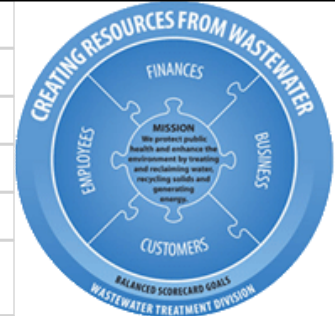 CREATING RESOURCES FROM WASTEWATER
FINANCES
EMPLOYEES
MISSION
We protect public
health and enhance the
environment by treating
and reclaiming water,
recycling solids and
generating
energy.
BUSINESS
CUSTOMERS
BALANCED SCORECARD GOALS
WASTEWATER TREATMENT DIVISION